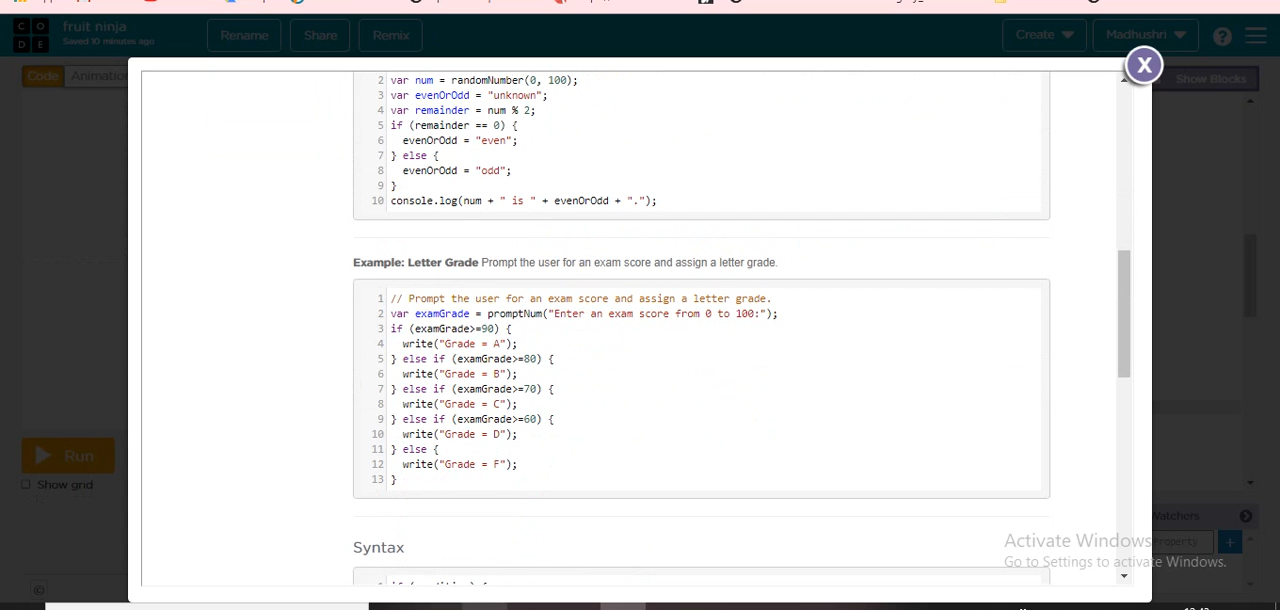 CODE
fruit ninja
Saved 10 minutes ago
Rename
Share
Remix
Create
Madhushri
?
Code
Animation
X
Show Blocks
2 var num = randomNumber(0, 100);
3 var evenOrOdd = "unknown";
4 var remainder = num % 2;
5 if (remainder == 0) {
6 evenOrOdd = "even";
7 } else {
8 evenOrOdd = "odd";
9 }
10 console.log(num + " is " + evenOrOdd + ".");
Example: Letter Grade Prompt the user for an exam score and assign a letter grade.
1 // Prompt the user for an exam score and assign a letter grade.
2 var examGrade = promptNum("Enter an exam score from 0 to 100:");
3 if (examGrade>=90) {
4 write("Grade = A");
5 } else if (examGrade>=80) {
6 write("Grade = B");
7 } else if (examGrade>=70) {
8 write("Grade = C");
9 } else if (examGrade>=60) {
10 write("Grade = D");
11 } else {
12 write("Grade = F");
13 }
Run
Show grid
Syntax
Watchers
Property
+
Activate Windows
Go to Settings to activate Windows.